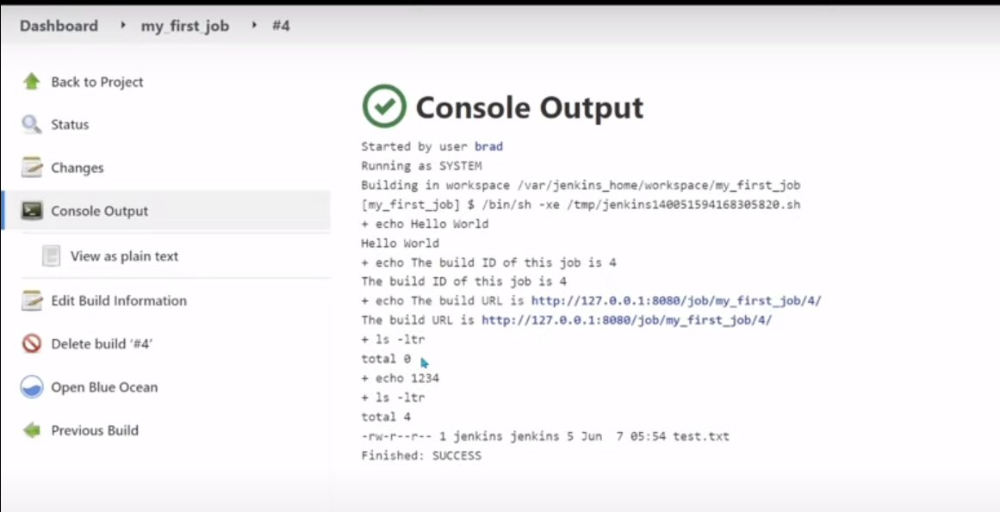 Dashboard ‣ my_first_job ‣ #4
Back to Project
Status
Changes
Console Output
View as plain text
Edit Build Information
Delete build '#4'
Open Blue Ocean
Previous Build
Console Output
Started by user brad
Running as SYSTEM
Building in workspace /var/jenkins_home/workspace/my_first_job
[my_first_job] $ /bin/sh -xe /tmp/jenkins140051594168305820.sh
+ echo Hello World
Hello World
+ echo The build ID of this job is 4
The build ID of this job is 4
+ echo The build URL is http://127.0.0.1:8080/job/my_first_job/4/
The build URL is http://127.0.0.1:8080/job/my_first_job/4/
+ ls -ltr
total 0
+ echo 1234
+ ls -ltr
total 4
-rw-r--r-- 1 jenkins jenkins 5 Jun  7 05:54 test.txt
Finished: SUCCESS